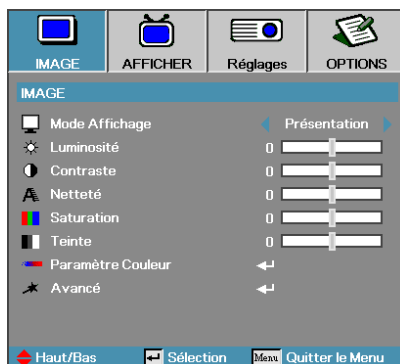 IMAGE AFFICHER Réglages OPTIONS
IMAGE
Mode Affichage Présentation
Luminosité 0
Contraste 0
Netteté 0
Saturation 0
Teinte 0
Paramètre Couleur
Avancé
Haut/Bas Sélection Menu Quitter le Menu